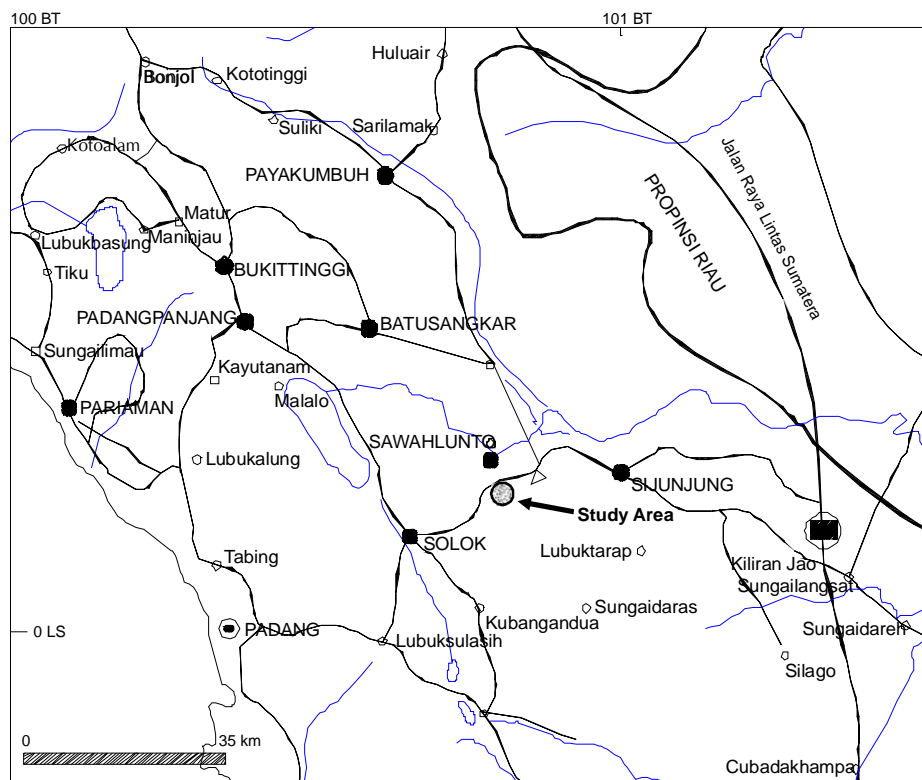 100 BT
101 BT
Huluair
Bonjol
Kototinggi
Suliki
Sarilamak
Kotoalam
PAYAKUMBUH
Jalan Raya Lintas Sumatera
PROPINSI RIAU
Matur
Lubukbasung
Maninjau
Tiku
BUKITTINGGI
PADANGPANJANG
BATUSANGKAR
Sungailimau
Kayutanam
Malalo
PARIAMAN
SAWAHLUNTO
Lubukalung
SIJUNJUNG
Study Area
SOLOK
Lubuktarap
Tabing
Kiliran Jao
Sungailangsat
Kubangandua
Sungaidaras
0 LS
PADANG
Lubuksulasih
Sungaidareh
Silago
0
35 km
Cubadakhampa